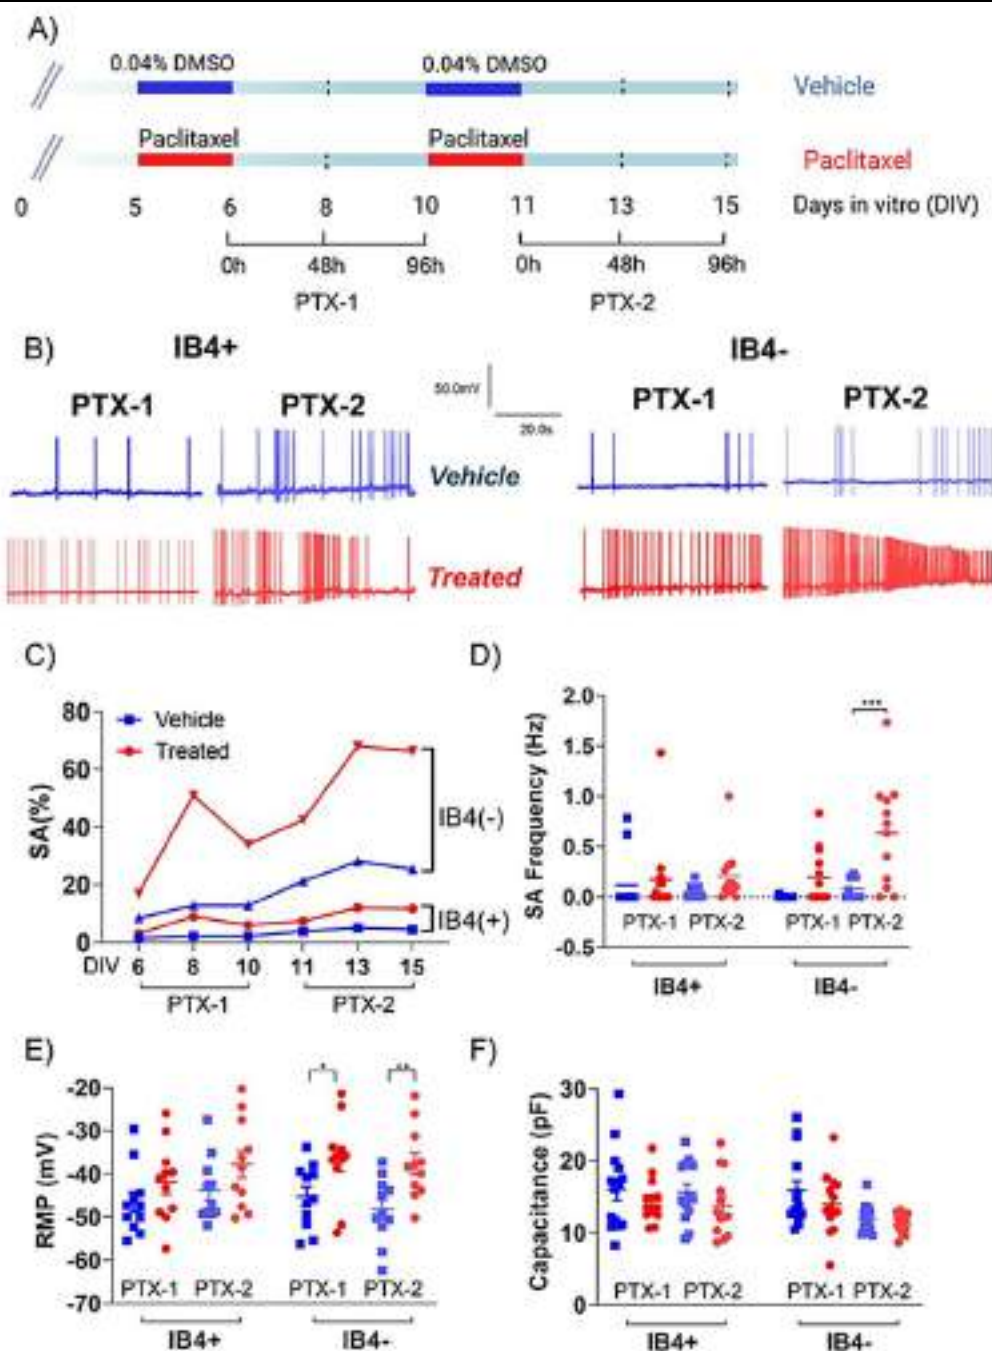 A)
0.04% DMSO 0.04% DMSO
Vehicle
Paclitaxel Paclitaxel
Paclitaxel
0 5 6 8 10 11 13 15 Days in vitro (DIV)
0h 48h 96h 0h 48h 96h
PTX-1 PTX-2
B) IB4+ IB4-
PTX-1 PTX-2 50.0mV 20.0s PTX-1 PTX-2
Vehicle
Treated
C)
80
60
40
20
0
SA(%)
Vehicle
Treated
IB4(-)
IB4(+)
DIV 6 8 10 11 13 15
PTX-1 PTX-2
D)
2.0
1.5
1.0
0.5
0.0
-0.5
SA Frequency (Hz)
***
PTX-1 PTX-2 PTX-1 PTX-2
IB4+ IB4-
E)
-20
-30
-40
-50
-60
-70
RMP (mV)
* **
PTX-1 PTX-2 PTX-1 PTX-2
IB4+ IB4-
F)
30
20
10
0
Capacitance (pF)
PTX-1 PTX-2 PTX-1 PTX-2
IB4+ IB4-